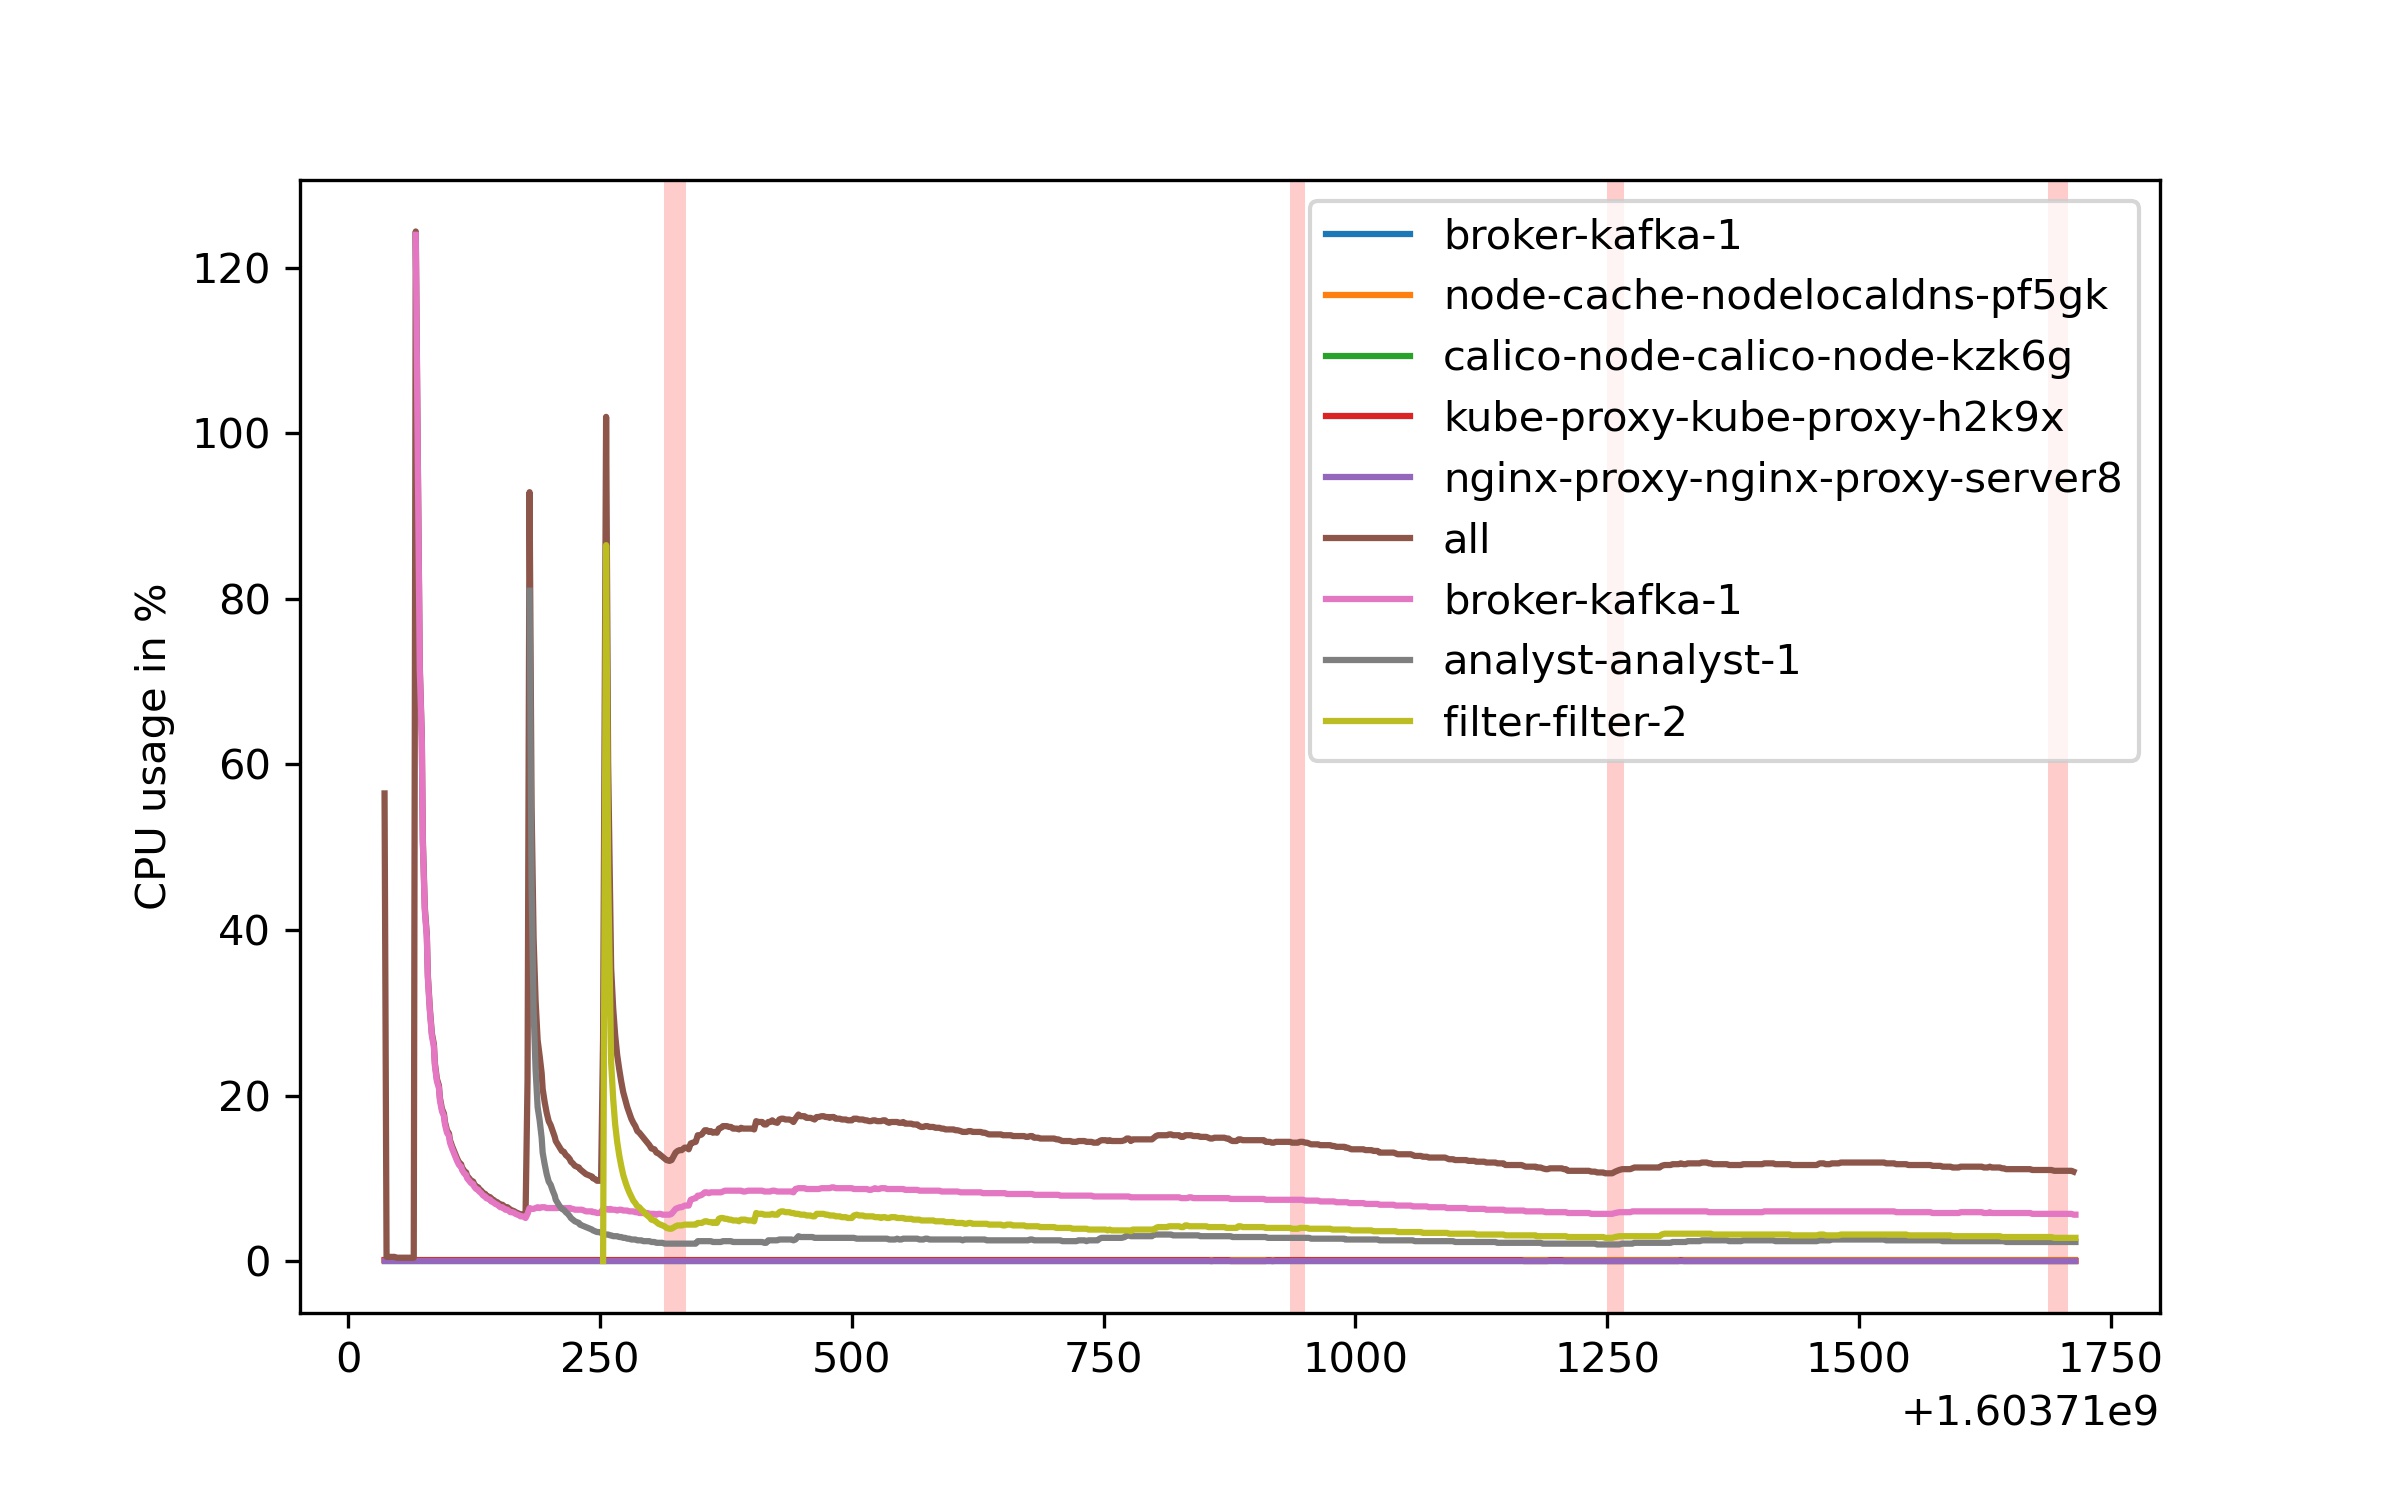 CPU usage in %
120
100
80
60
40
20
0
broker-kafka-1
node-cache-nodelocaldns-pf5gk
calico-node-calico-node-kzk6g
kube-proxy-kube-proxy-h2k9x
nginx-proxy-nginx-proxy-server8
all
broker-kafka-1
analyst-analyst-1
filter-filter-2
0 250 500 750 1000 1250 1500 1750
+1.60371e9